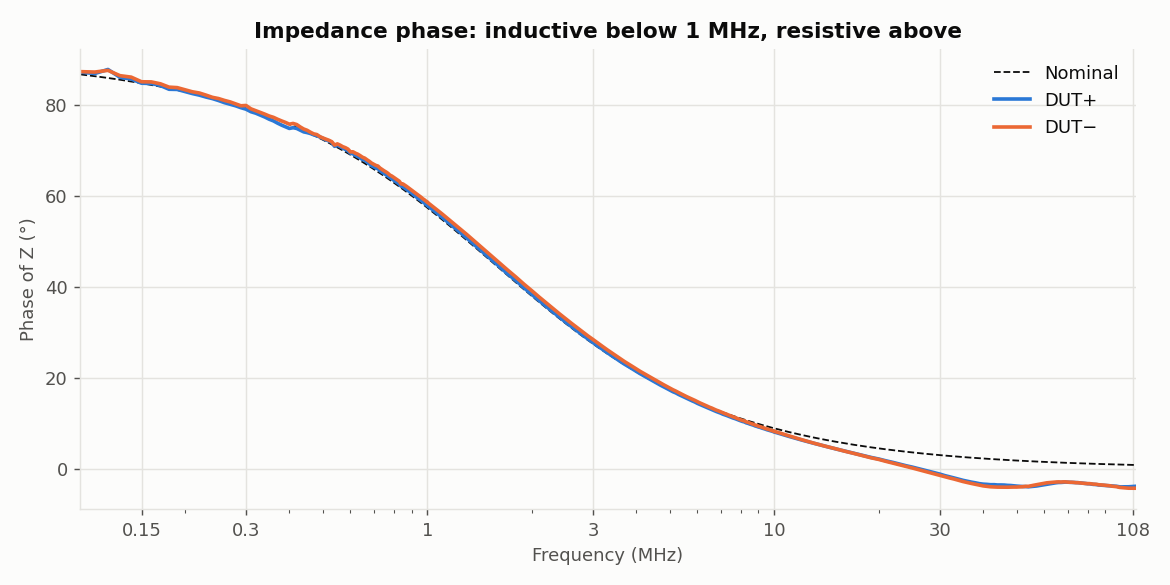 Impedance phase: inductive below 1 MHz, resistive above
Nominal
DUT+
DUT−
80
60
40
20
0
Phase of Z (°)
0.15 0.3 1 3 10 30 108
Frequency (MHz)